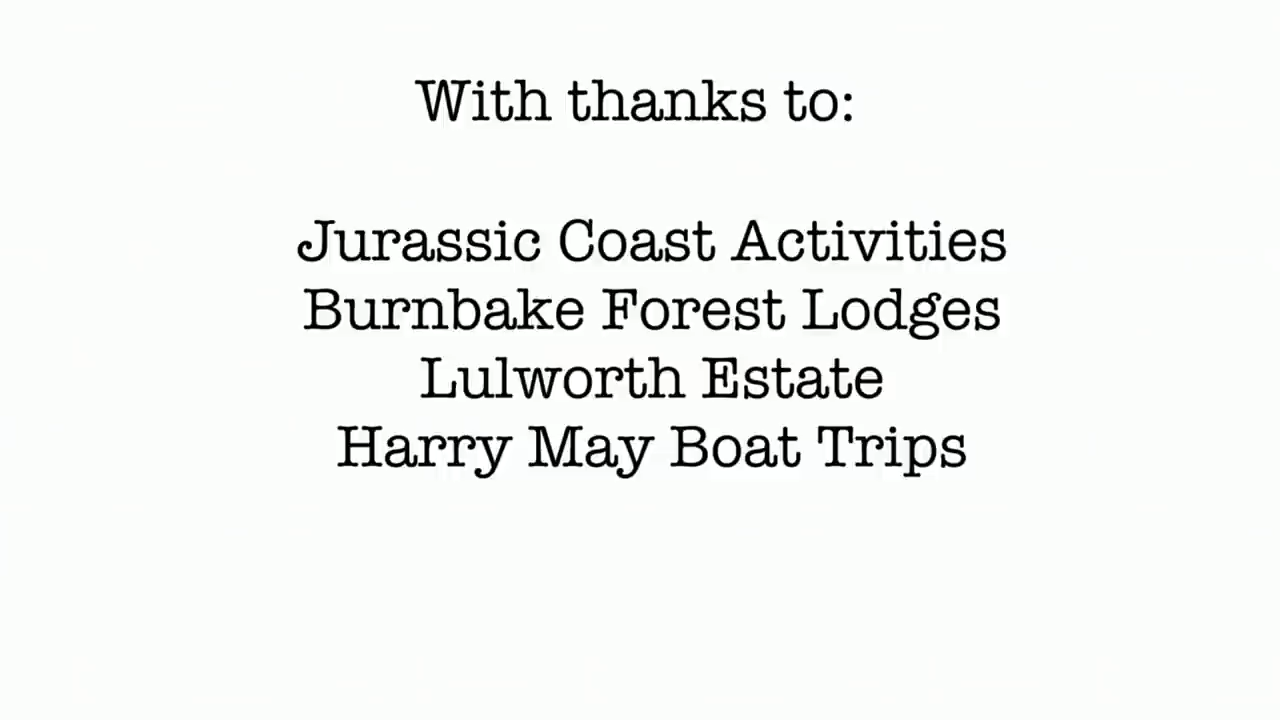 With thanks to:
Jurassic Coast Activities
Burnbake Forest Lodges
Lulworth Estate
Harry May Boat Trips